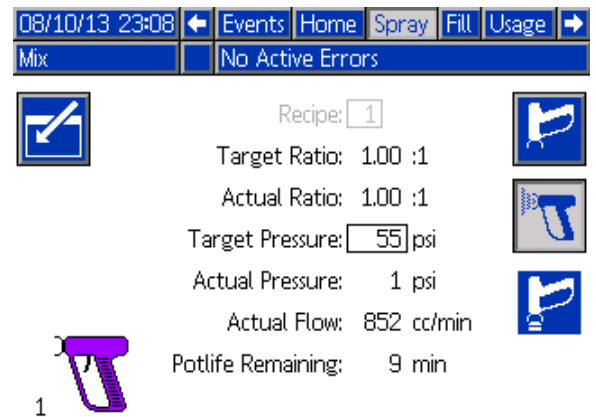 08/10/13 23:08 Events Home Spray Fill Usage
Mix No Active Errors
Recipe: 1
Target Ratio: 1.00 :1
Actual Ratio: 1.00 :1
Target Pressure: 55 psi
Actual Pressure: 1 psi
Actual Flow: 852 cc/min
Potlife Remaining: 9 min
1